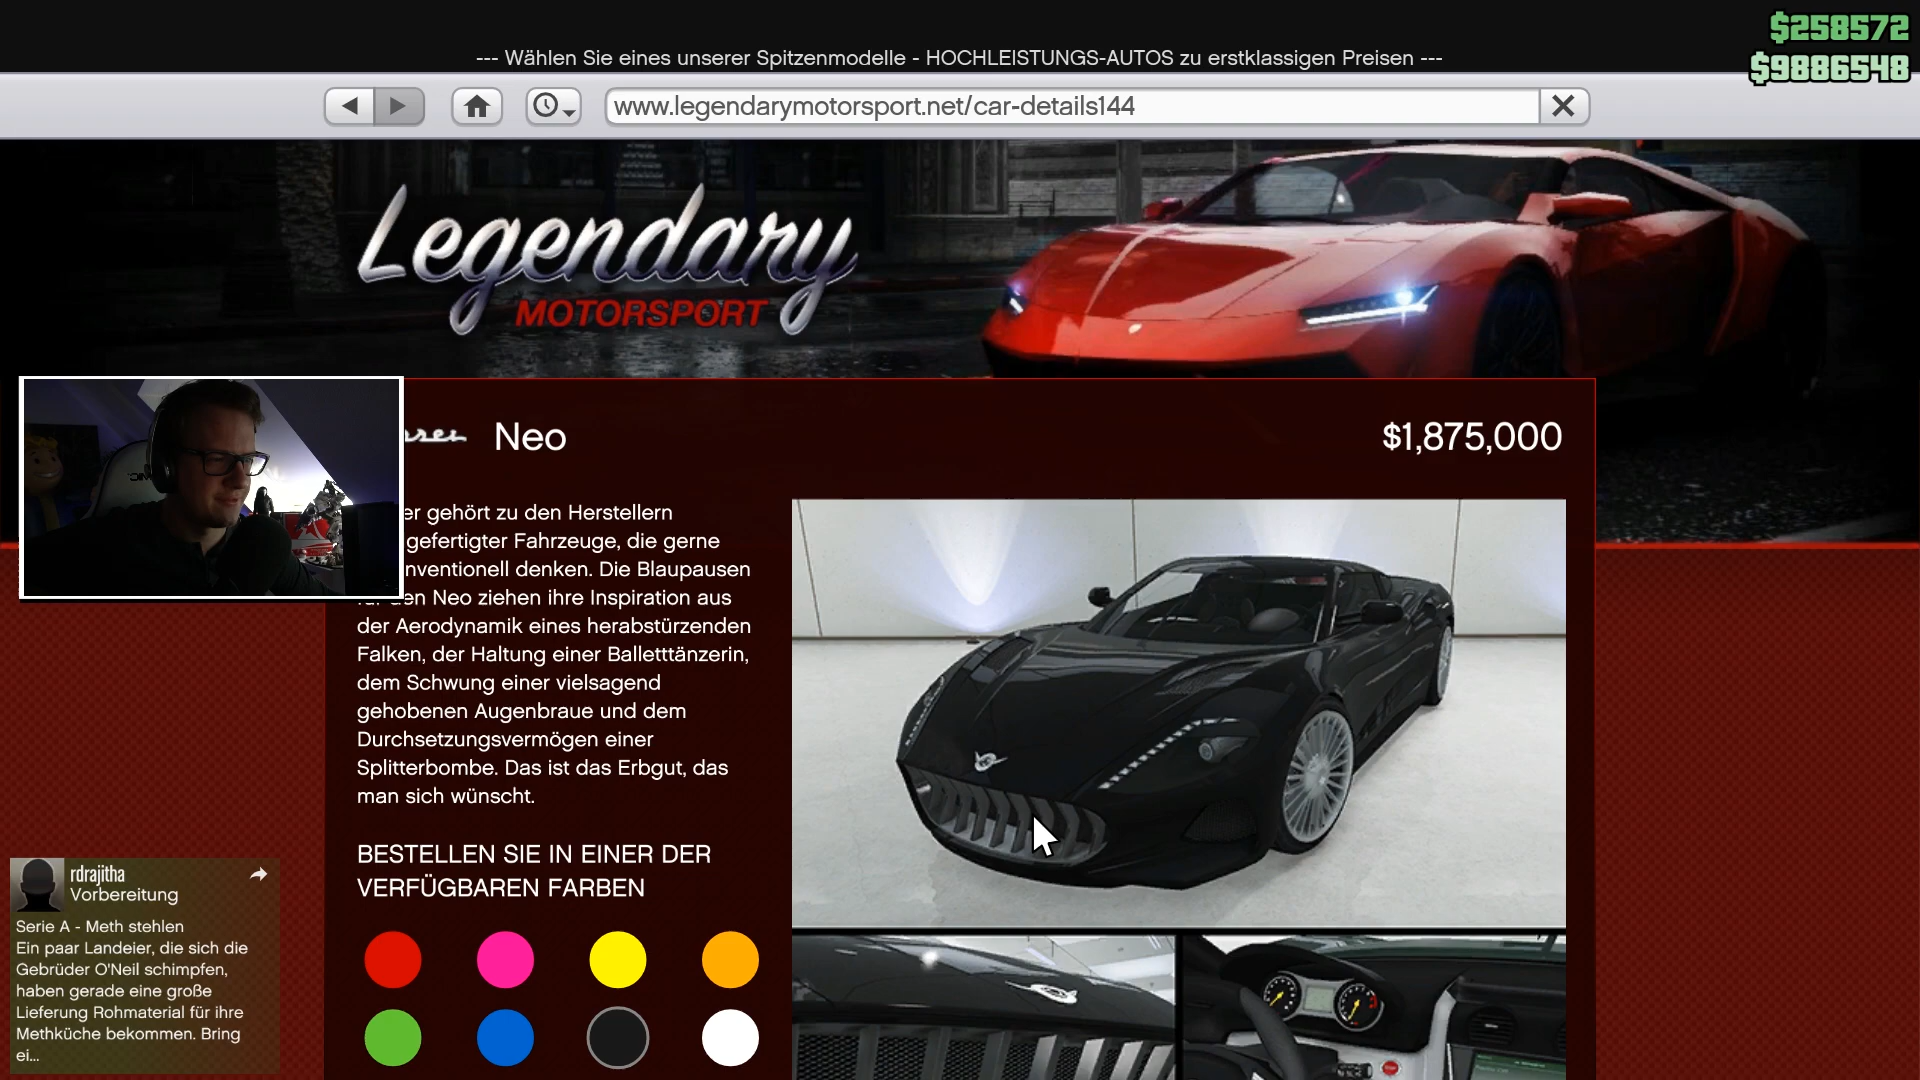 $258572
--- Wählen Sie eines unserer Spitzenmodelle - HOCHLEISTUNGS-AUTOS zu erstklassigen Preisen ---
$9886548
www.legendarymotorsport.net/car-details144
Legendary
MOTORSPORT
Neo
$1,875,000
gehört zu den Herstellern
gefertigter Fahrzeuge, die gerne
denken. Die Blaupausen
Neo ziehen ihre Inspiration aus
der Aerodynamik eines herabstürzenden
Falken, der Haltung einer Balletttänzerin,
dem Schwung einer vielsagend
gehobenen Augenbraue und dem
Durchsetzungsvermögen einer
Splitterbombe. Das ist das Erbgut, das
man sich wünscht.
BESTELLEN SIE IN EINER DER
VERFÜGBAREN FARBEN
rdrajitha
Vorbereitung
Serie A - Meth stehlen
Ein paar Landeier, die sich die
Gebrüder O'Neil schimpfen,
haben gerade eine große
Lieferung Rohmaterial für ihre
Methküche bekommen. Bring
ei...